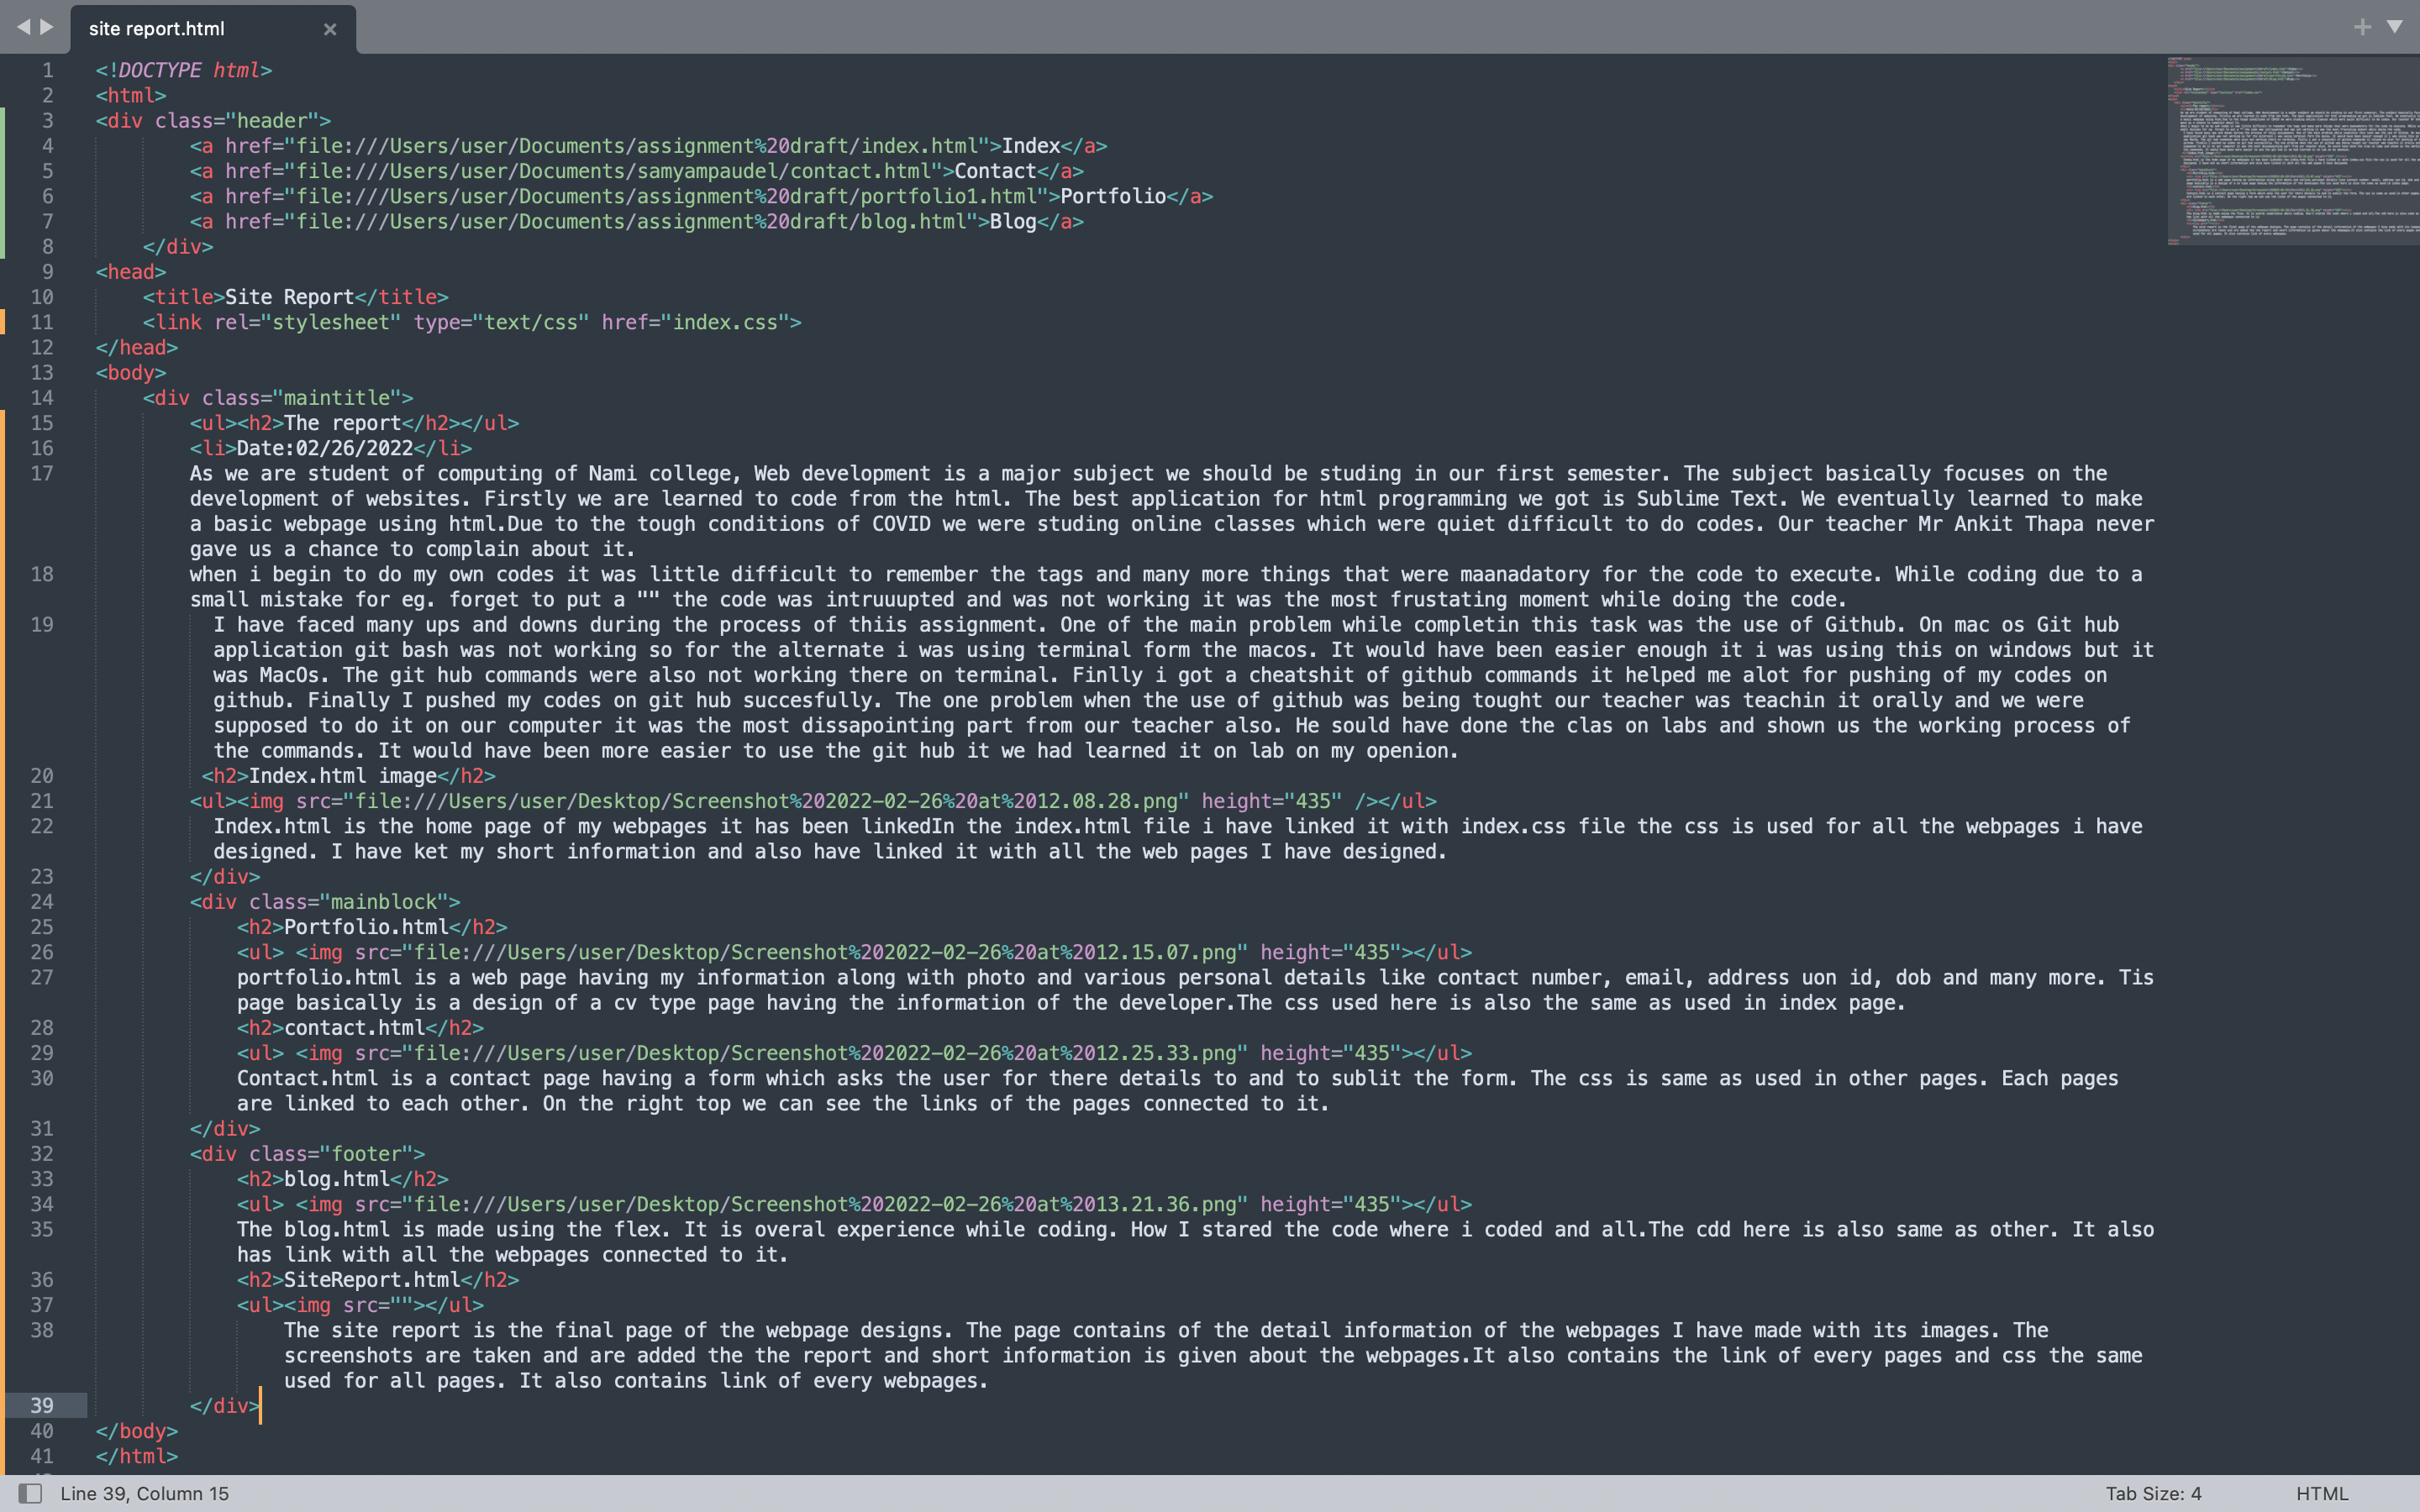 site report.html
1 <!DOCTYPE html>
2 <html>
3 <div class="header">
4 <a href="file:///Users/user/Documents/assignment%20draft/index.html">Index</a>
5 <a href="file:///Users/user/Documents/samyampaudel/contact.html">Contact</a>
6 <a href="file:///Users/user/Documents/assignment%20draft/portfolio1.html">Portfolio</a>
7 <a href="file:///Users/user/Documents/assignment%20draft/blog.html">Blog</a>
8 </div>
9 <head>
10 <title>Site Report</title>
11 <link rel="stylesheet" type="text/css" href="index.css">
12 </head>
13 <body>
14 <div class="maintitle">
15 <ul><h2>The report</h2></ul>
16 <li>Date:02/26/2022</li>
17 As we are student of computing of Nami college, Web development is a major subject we should be studing in our first semester. The subject basically focuses on the
development of websites. Firstly we are learned to code from the html. The best application for html programming we got is Sublime Text. We eventually learned to make
a basic webpage using html.Due to the tough conditions of COVID we were studing online classes which were quiet difficult to do codes. Our teacher Mr Ankit Thapa never
gave us a chance to complain about it.
18 when i begin to do my own codes it was little difficult to remember the tags and many more things that were maanadatory for the code to execute. While coding due to a
small mistake for eg. forget to put a "" the code was intruuupted and was not working it was the most frustating moment while doing the code.
19 I have faced many ups and downs during the process of thiis assignment. One of the main problem while completin this task was the use of Github. On mac os Git hub
application git bash was not working so for the alternate i was using terminal form the macos. It would have been easier enough it i was using this on windows but it
was MacOs. The git hub commands were also not working there on terminal. Finlly i got a cheatshit of github commands it helped me alot for pushing of my codes on
github. Finally I pushed my codes on git hub succesfully. The one problem when the use of github was being tought our teacher was teachin it orally and we were
supposed to do it on our computer it was the most dissapointing part from our teacher also. He sould have done the clas on labs and shown us the working process of
the commands. It would have been more easier to use the git hub it we had learned it on lab on my openion.
20 <h2>Index.html image</h2>
21 <ul><img src="file:///Users/user/Desktop/Screenshot%202022-02-26%20at%2012.08.28.png" height="435" /></ul>
22 Index.html is the home page of my webpages it has been linkedIn the index.html file i have linked it with index.css file the css is used for all the webpages i have
designed. I have ket my short information and also have linked it with all the web pages I have designed.
23 </div>
24 <div class="mainblock">
25 <h2>Portfolio.html</h2>
26 <ul> <img src="file:///Users/user/Desktop/Screenshot%202022-02-26%20at%2012.15.07.png" height="435"></ul>
27 portfolio.html is a web page having my information along with photo and various personal details like contact number, email, address uon id, dob and many more. Tis
page basically is a design of a cv type page having the information of the developer.The css used here is also the same as used in index page.
28 <h2>contact.html</h2>
29 <ul> <img src="file:///Users/user/Desktop/Screenshot%202022-02-26%20at%2012.25.33.png" height="435"></ul>
30 Contact.html is a contact page having a form which asks the user for there details to and to sublit the form. The css is same as used in other pages. Each pages
are linked to each other. On the right top we can see the links of the pages connected to it.
31 </div>
32 <div class="footer">
33 <h2>blog.html</h2>
34 <ul> <img src="file:///Users/user/Desktop/Screenshot%202022-02-26%20at%2013.21.36.png" height="435"></ul>
35 The blog.html is made using the flex. It is overal experience while coding. How I stared the code where i coded and all.The cdd here is also same as other. It also
has link with all the webpages connected to it.
36 <h2>SiteReport.html</h2>
37 <ul><img src=""></ul>
38 The site report is the final page of the webpage designs. The page contains of the detail information of the webpages I have made with its images. The
screenshots are taken and are added the the report and short information is given about the webpages.It also contains the link of every pages and css the same
used for all pages. It also contains link of every webpages.
39 </div>
40 </body>
41 </html>
Line 39, Column 15
Tab Size: 4
HTML